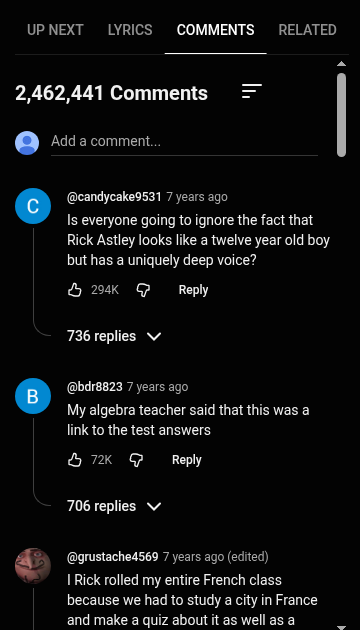 UP NEXT LYRICS COMMENTS RELATED
2,462,441 Comments
Add a comment...
C
@candycake9531 7 years ago
Is everyone going to ignore the fact that
Rick Astley looks like a twelve year old boy
but has a uniquely deep voice?
294K Reply
736 replies
B
@bdr8823 7 years ago
My algebra teacher said that this was a
link to the test answers
72K Reply
706 replies
@grustache4569 7 years ago (edited)
I Rick rolled my entire French class
because we had to study a city in France
and make a quiz about it as well as a